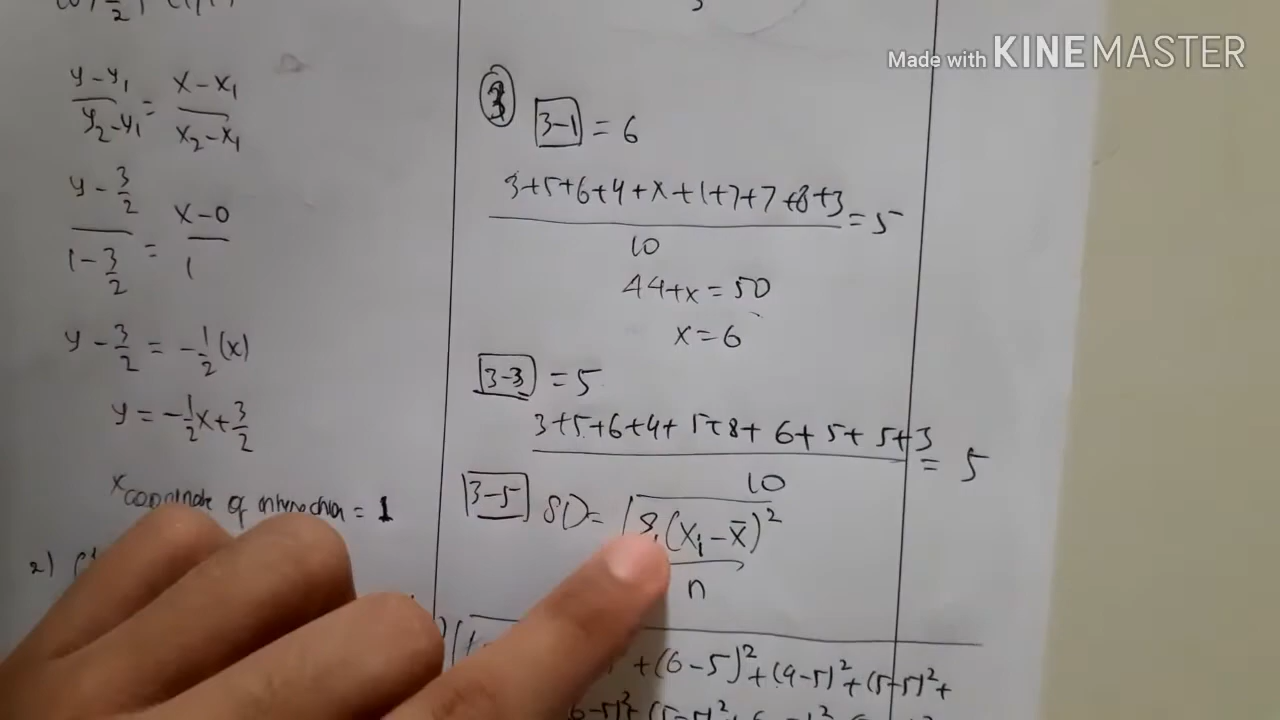 Made with KINEMASTER
y-y₁ / y₂-y₁ = x-x₁ / x₂-x₁
y-3/2 / 1-3/2 = x-0 / 1
y-3/2 = -1/2(x)
y = -1/2x+3/2
x coordinate of = 1
2)
3
3-1 = 6
3+5+6+4+x+1+7+7+8+3 / 10 = 5
44+x=50
x=6
3-3 = 5
3+5+6+4+5+8+6+5+5+3 / 10 = 5
3-5 SD= √ (xi-x̄)² / n
+(6-5)²+(4-5)²+(5-5)²+